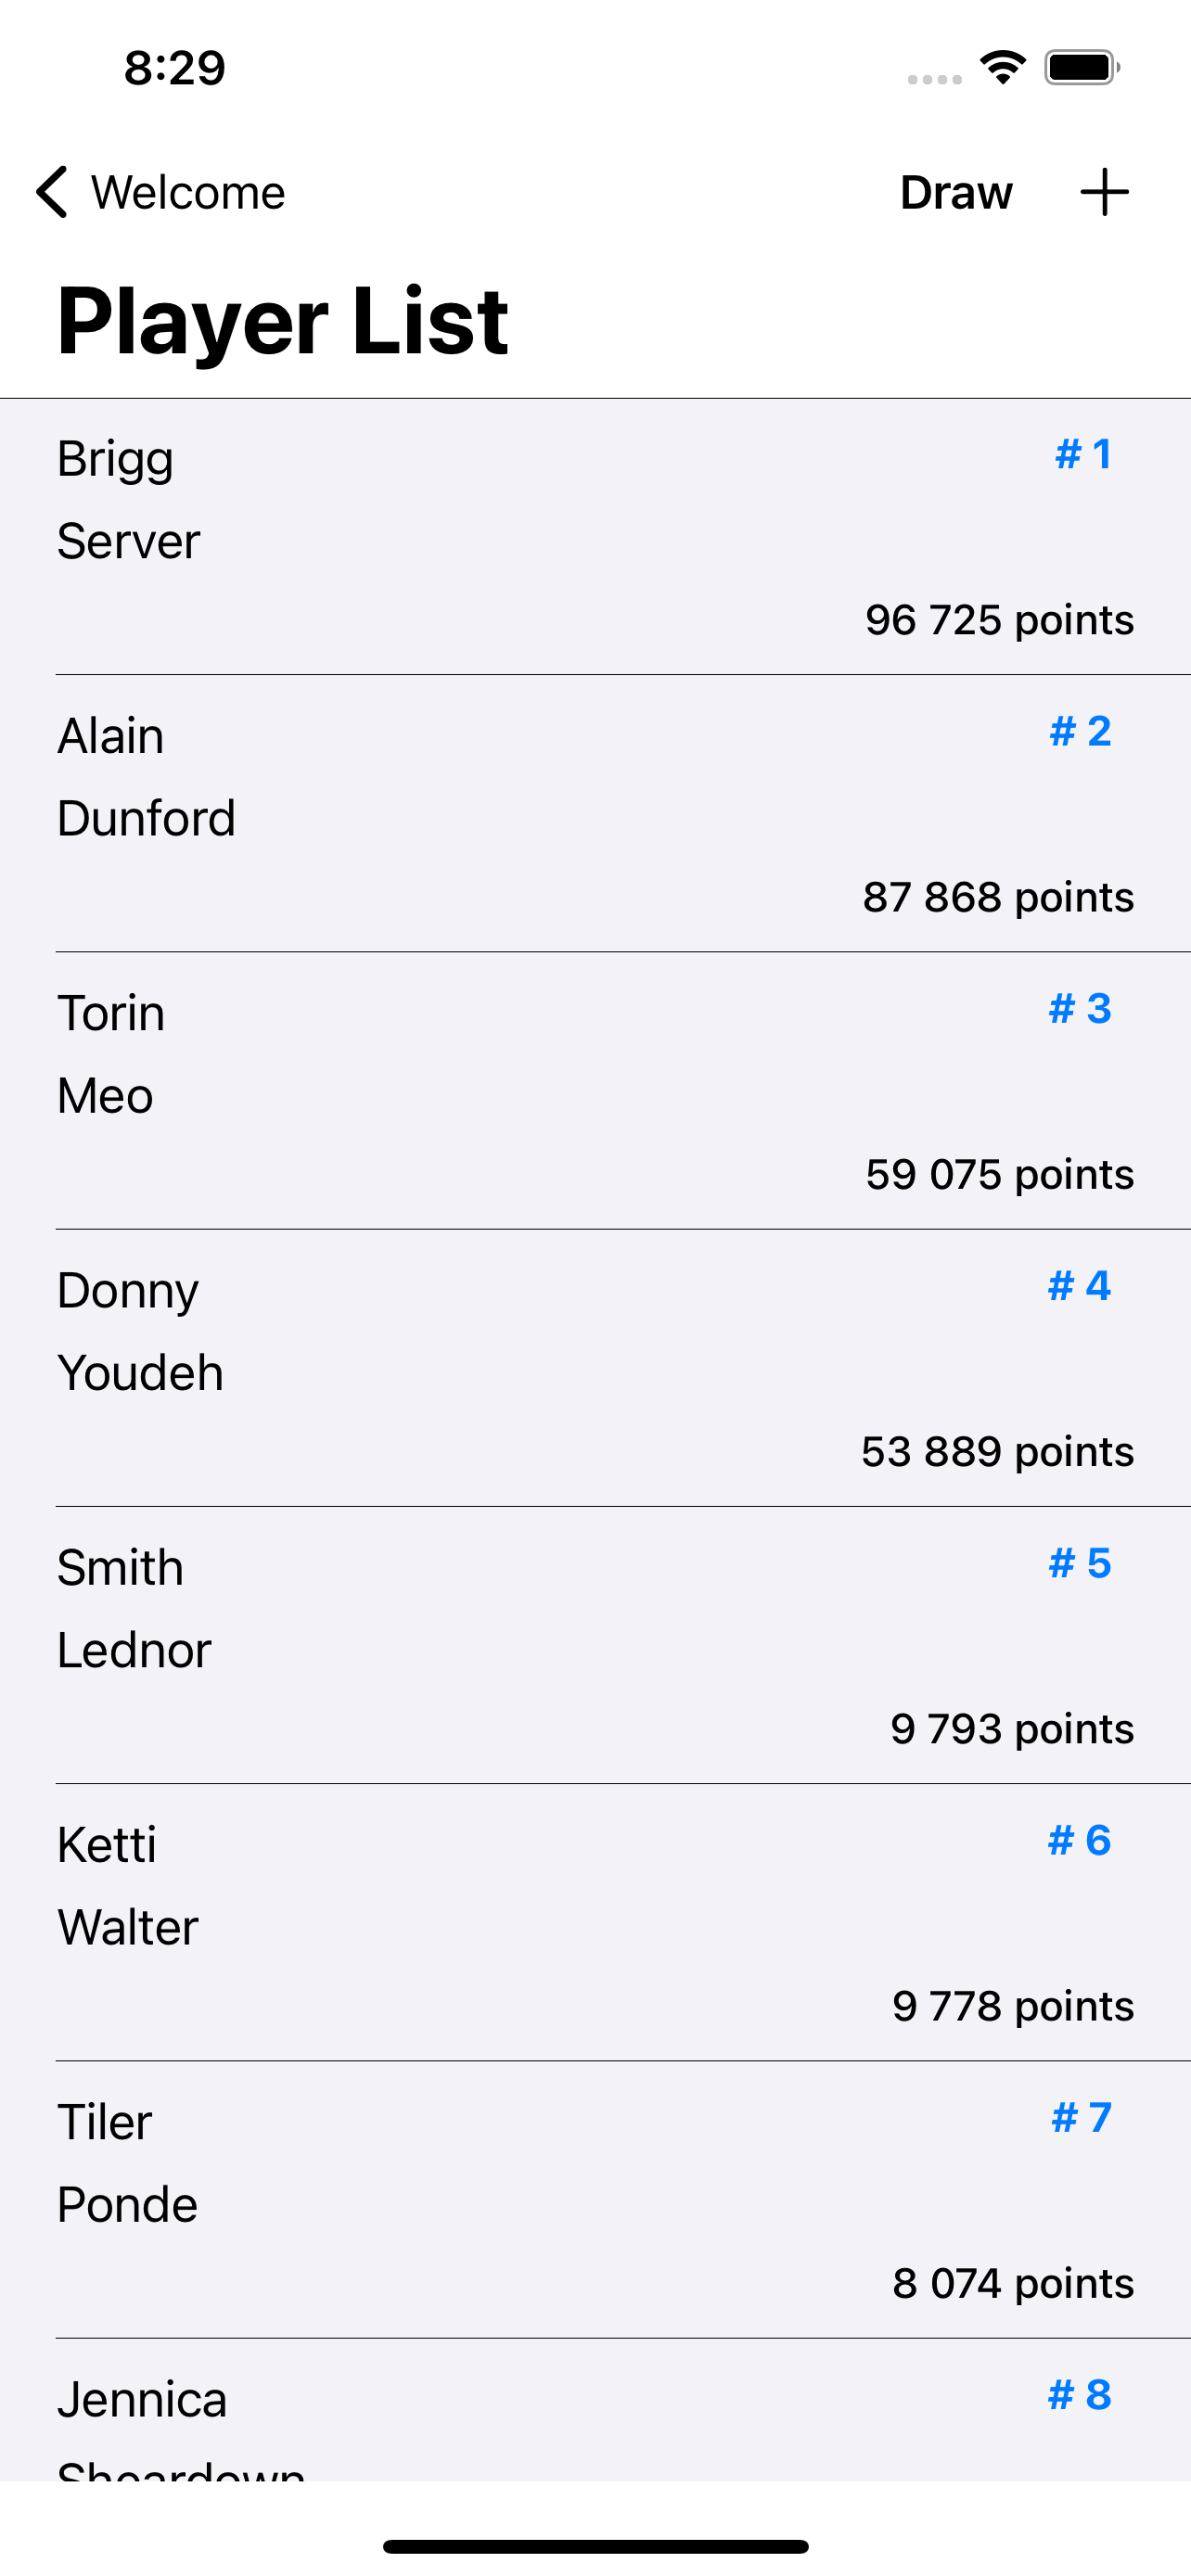 8:29
Welcome Draw
Player List
Brigg # 1
Server
96 725 points
Alain # 2
Dunford
87 868 points
Torin # 3
Meo
59 075 points
Donny # 4
Youdeh
53 889 points
Smith # 5
Lednor
9 793 points
Ketti # 6
Walter
9 778 points
Tiler # 7
Ponde
8 074 points
Jennica # 8